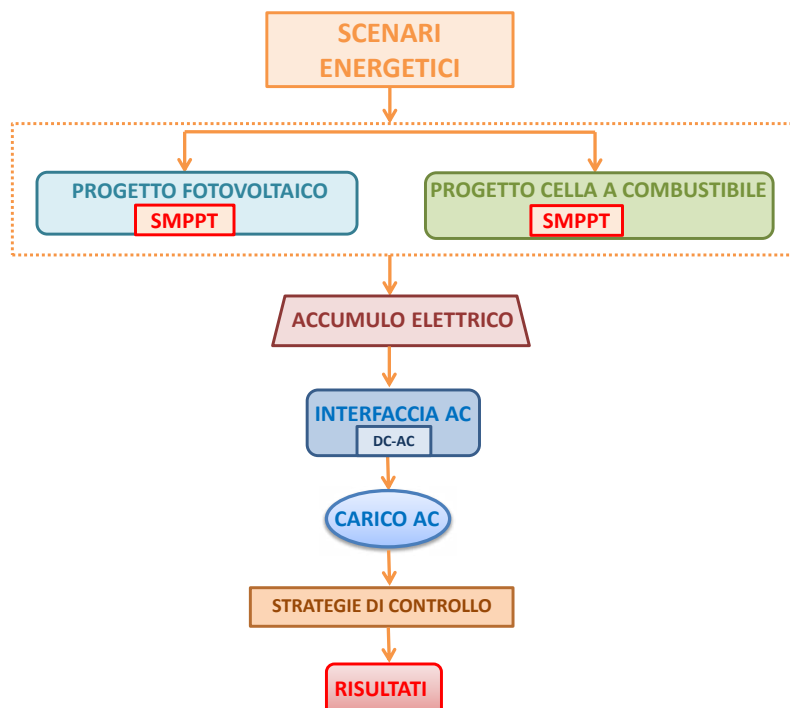 SCENARI
ENERGETICI
PROGETTO FOTOVOLTAICO
SMPPT
PROGETTO CELLA A COMBUSTIBILE
SMPPT
ACCUMULO ELETTRICO
INTERFACCIA AC
DC-AC
CARICO AC
STRATEGIE DI CONTROLLO
RISULTATI